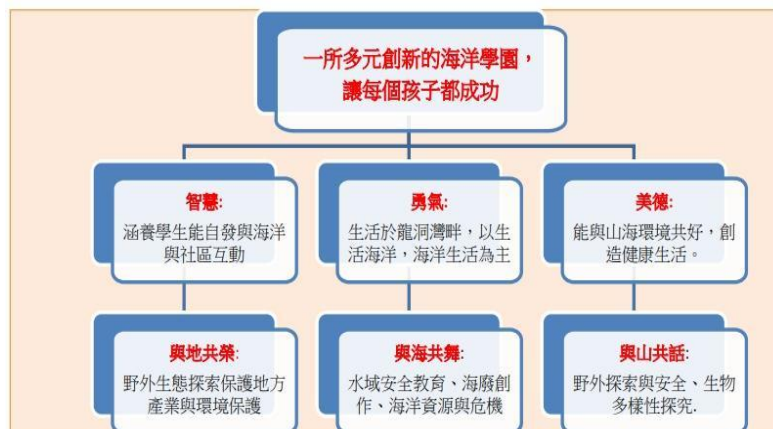 一所多元創新的海洋學園，
讓每個孩子都成功
智慧:
涵養學生能自發與海洋
與社區互動
勇氣:
生活於龍洞灣畔，以生
活海洋，海洋生活為主
美德:
能與山海環境共好，創
造健康生活。
與地共榮:
野外生態探索保護地方
產業與環境保護
與海共舞:
水域安全教育、海廢創
作、海洋資源與危機
與山共話:
野外探索與安全、生物
多樣性探究.